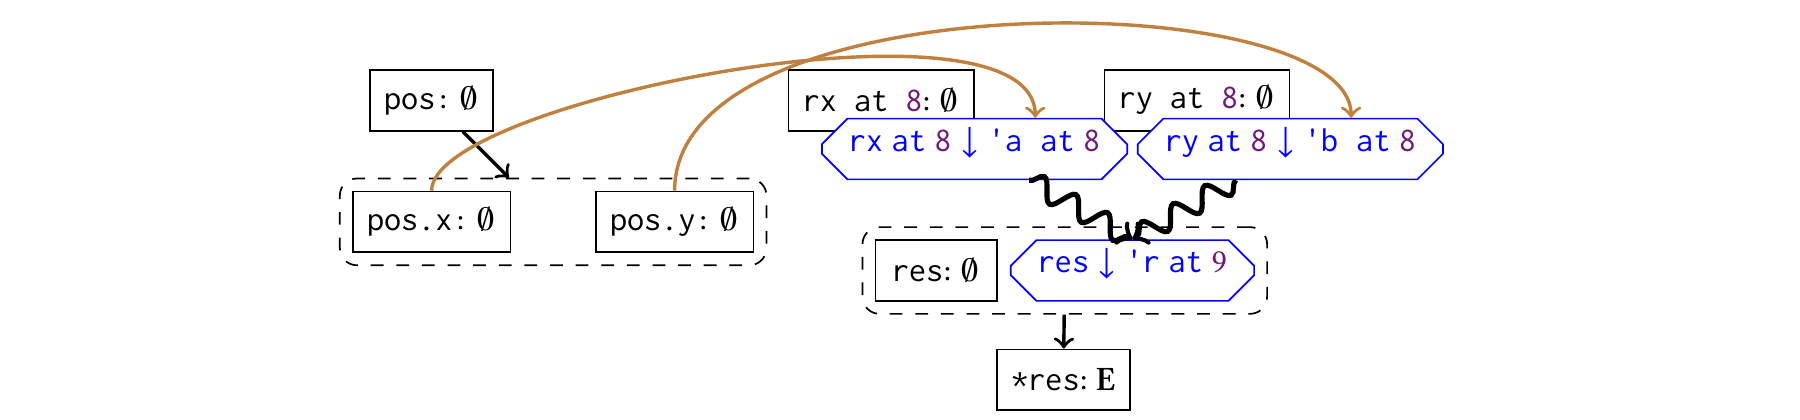 pos: ∅
rx at 8: ∅
ry at 8: ∅
rx at 8 ↓ 'a at 8
ry at 8 ↓ 'b at 8
pos.x: ∅
pos.y: ∅
res: ∅
res ↓ 'r at 9
*res: E